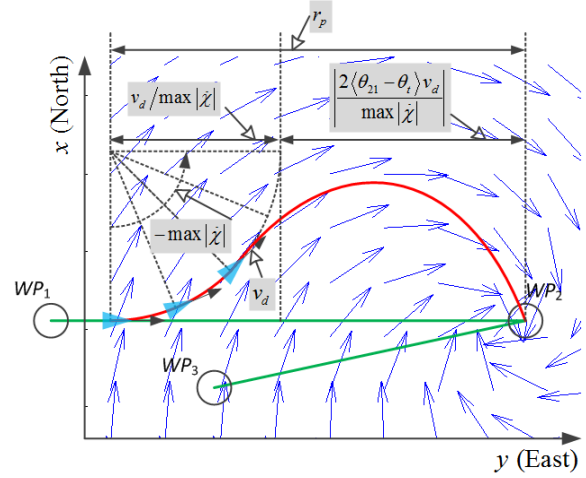 r_p
v_d/max|χ̇|
|2⟨θ_21 − θ_t⟩v_d / max|χ̇||
x (North)
−max|χ̇|
v_d
WP_1
WP_2
WP_3
y (East)